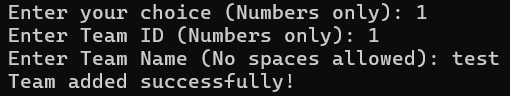 Enter your choice (Numbers only): 1
Enter Team ID (Numbers only): 1
Enter Team Name (No spaces allowed): test
Team added successfully!